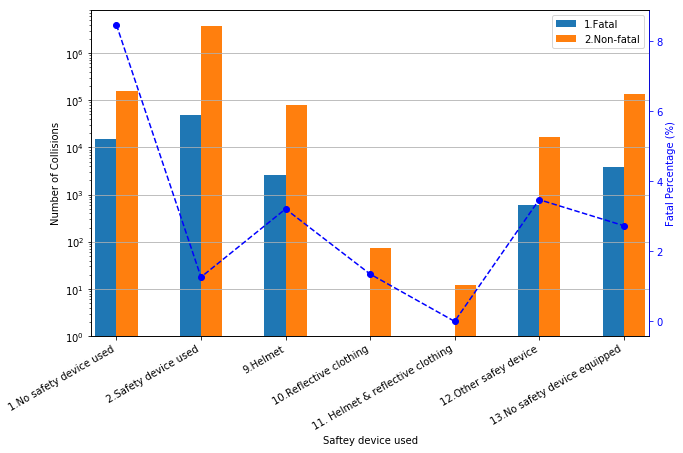 1.Fatal
2.Non-fatal
Number of Collisions
10^6
10^5
10^4
10^3
10^2
10^1
10^0
Fatal Percentage (%)
8
6
4
2
0
1.No safety device used
2.Safety device used
9.Helmet
10.Reflective clothing
11. Helmet & reflective clothing
12.Other safey device
13.No safety device equipped
Saftey device used